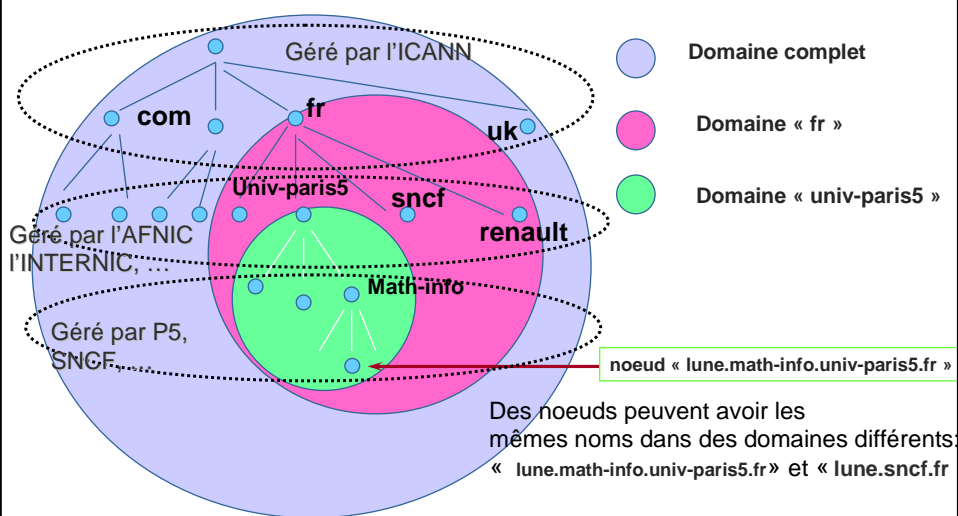 Géré par l'ICANN
Domaine complet
com
fr
uk
Domaine « fr »
Univ-paris5
sncf
renault
Domaine « univ-paris5 »
Géré par l'AFNIC
l'INTERNIC, …
Math-info
Géré par P5,
SNCF, …
noeud « lune.math-info.univ-paris5.fr »
Des noeuds peuvent avoir les
mêmes noms dans des domaines différents:
« lune.math-info.univ-paris5.fr» et « lune.sncf.fr